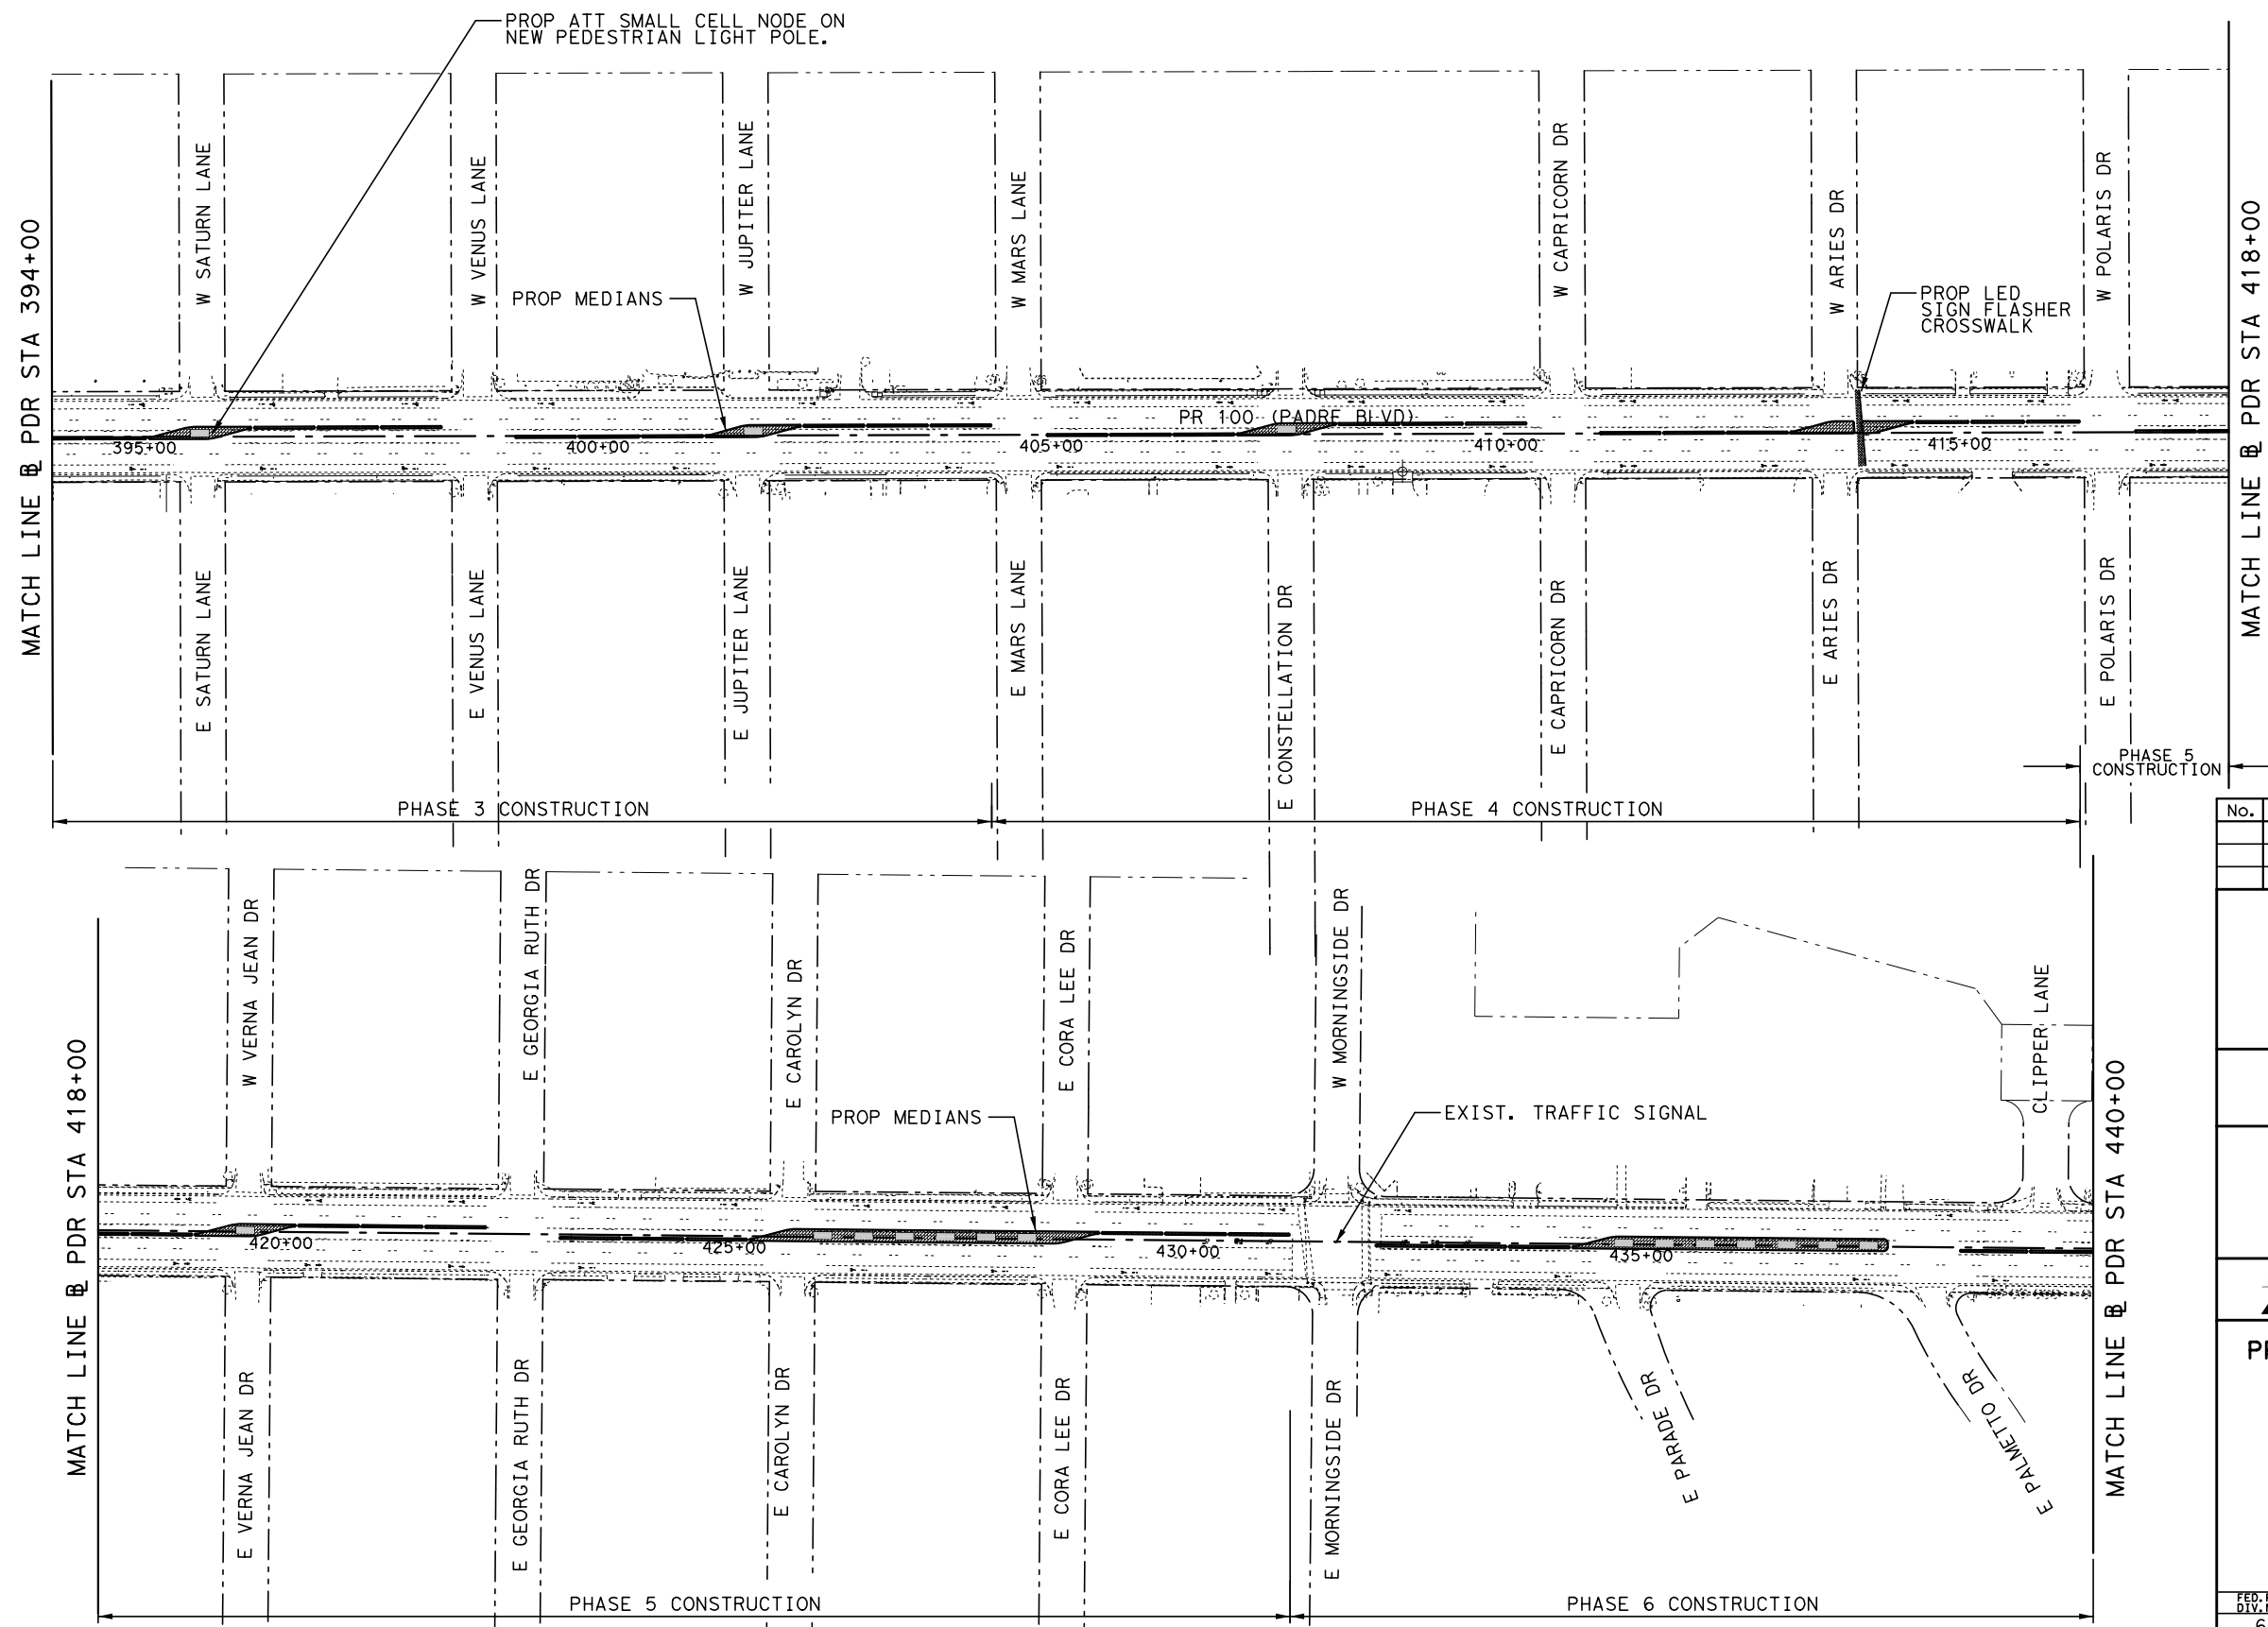 PROP ATT SMALL CELL NODE ON
NEW PEDESTRIAN LIGHT POLE.
MATCH LINE ℄ PDR STA 394+00
W SATURN LANE
W VENUS LANE
W JUPITER LANE
W MARS LANE
W CAPRICORN DR
W ARIES DR
W POLARIS DR
MATCH LINE ℄ PDR STA 418+00
PROP MEDIANS
PROP LED
SIGN FLASHER
CROSSWALK
PR 100 (PADRE BLVD)
395+00
400+00
405+00
410+00
415+00
E SATURN LANE
E VENUS LANE
E JUPITER LANE
E MARS LANE
E CONSTELLATION DR
E CAPRICORN DR
E ARIES DR
E POLARIS DR
PHASE 5
CONSTRUCTION
PHASE 3 CONSTRUCTION
PHASE 4 CONSTRUCTION
No.
MATCH LINE ℄ PDR STA 418+00
W VERNA JEAN DR
E GEORGIA RUTH DR
E CAROLYN DR
E CORA LEE DR
W MORNINGSIDE DR
CLIPPER LANE
MATCH LINE ℄ PDR STA 440+00
PROP MEDIANS
EXIST. TRAFFIC SIGNAL
420+00
425+00
430+00
435+00
E VERNA JEAN DR
E GEORGIA RUTH DR
E CAROLYN DR
E CORA LEE DR
E MORNINGSIDE DR
E PARADE DR
E PALMETTO DR
PHASE 5 CONSTRUCTION
PHASE 6 CONSTRUCTION
FED.
DIV.
6